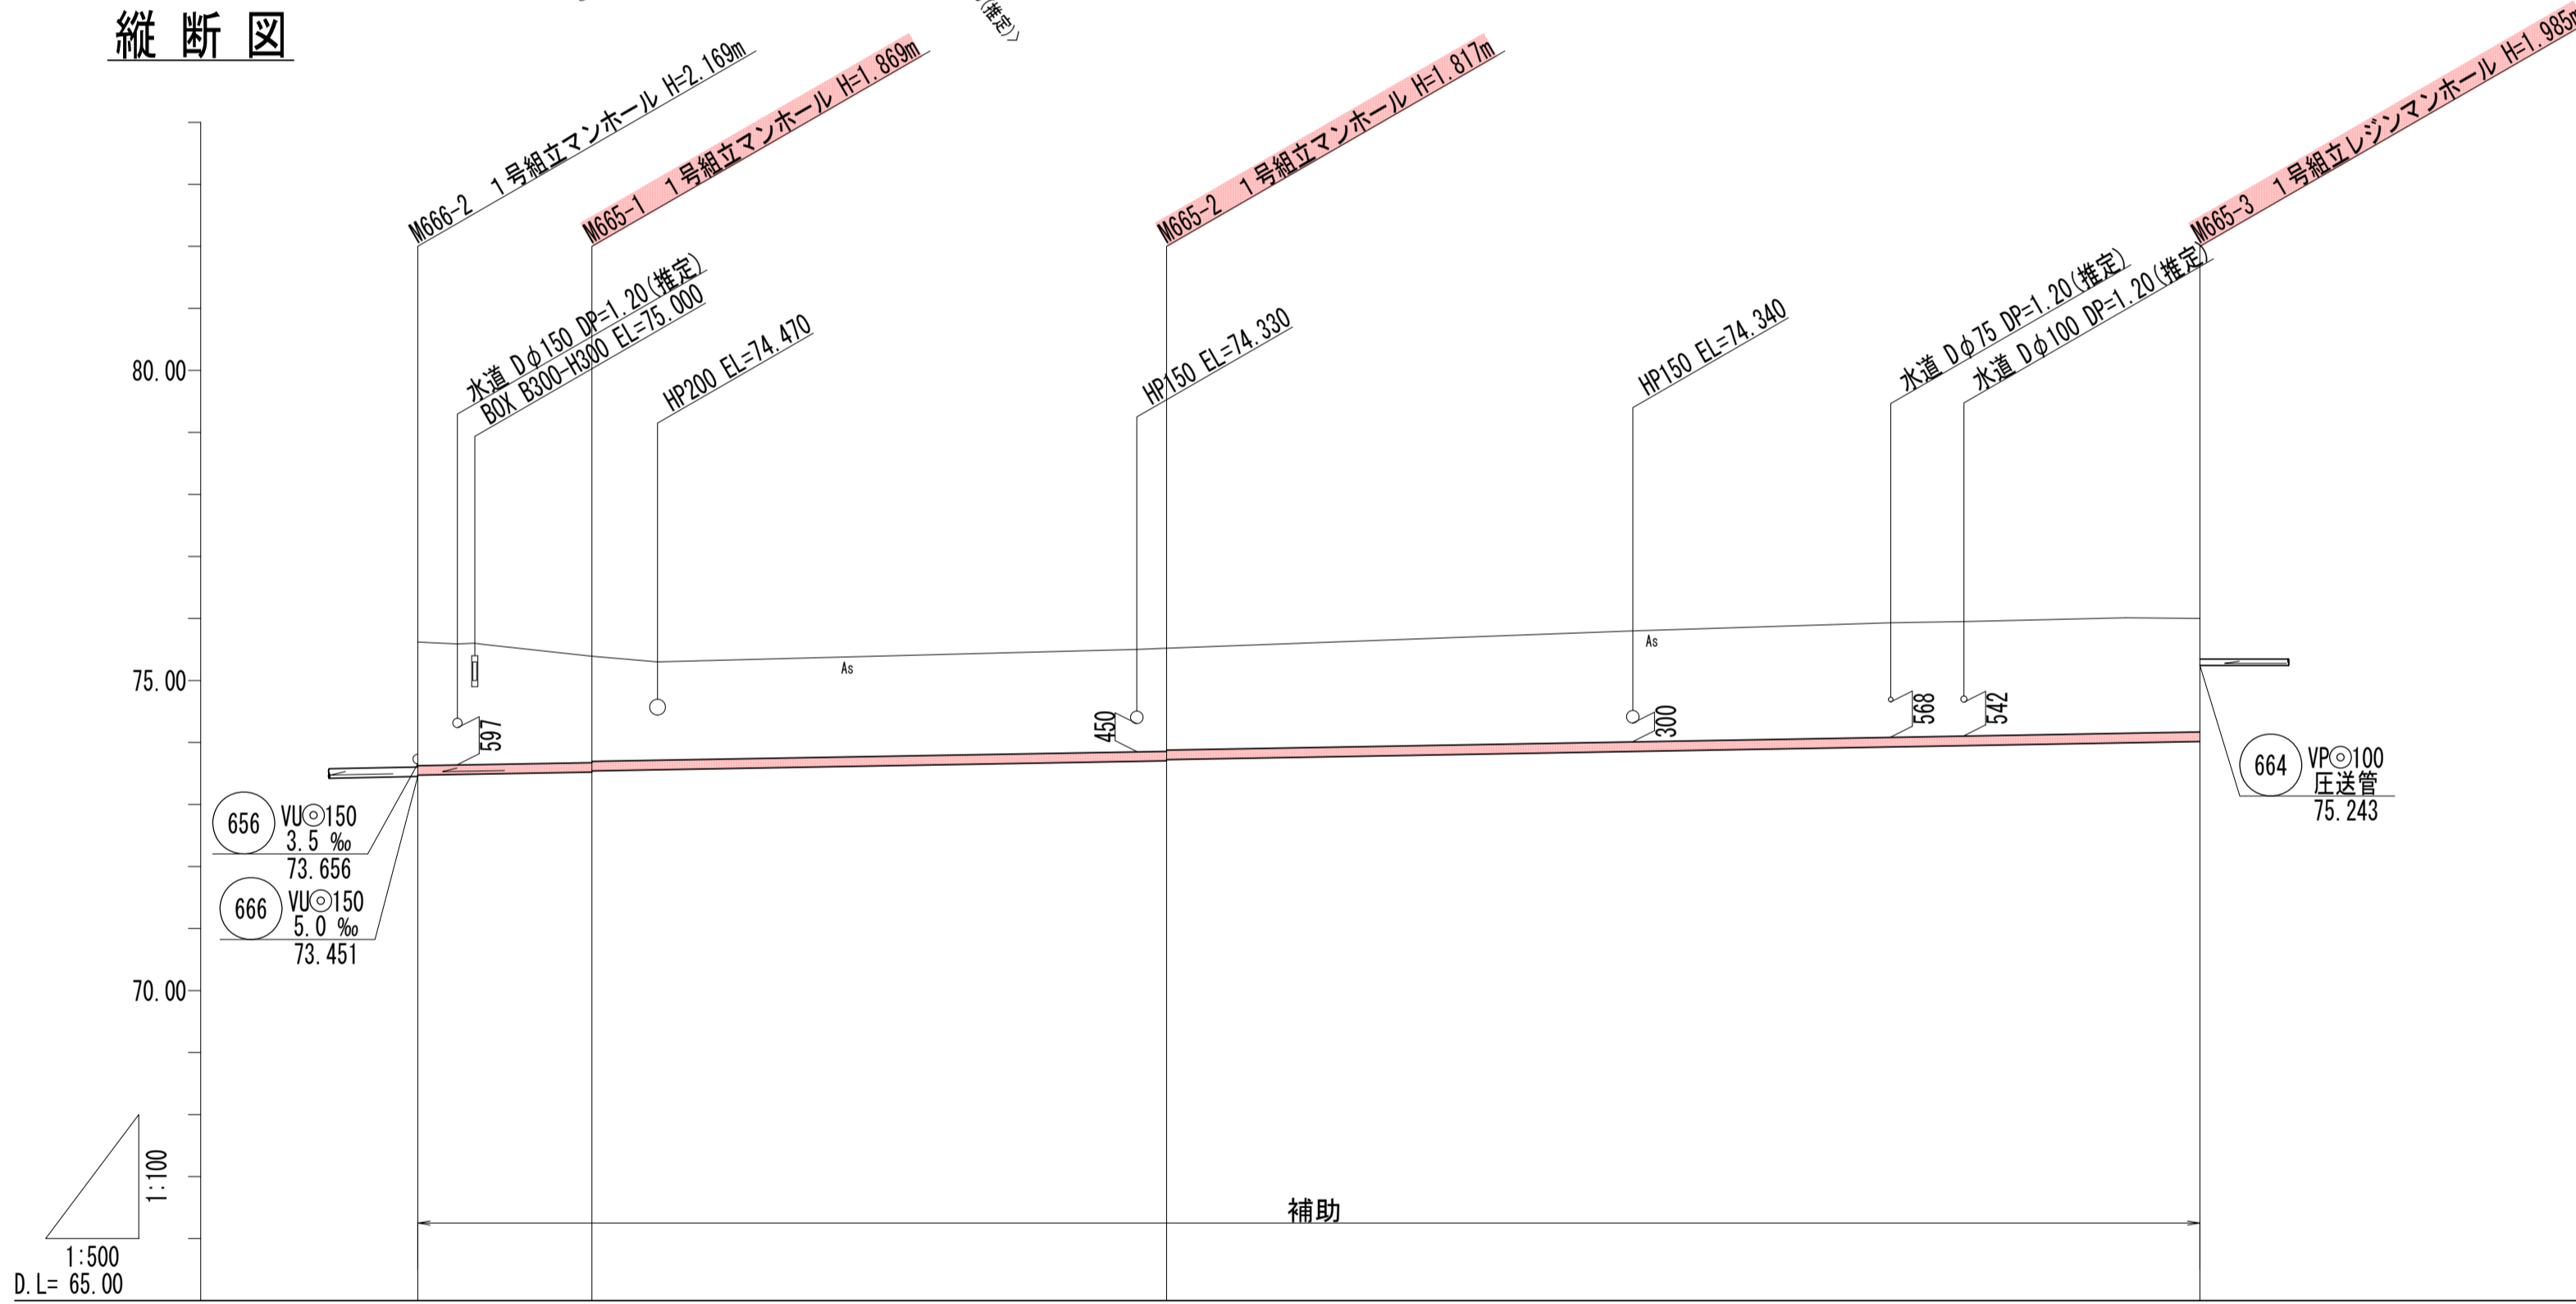 縦断図
(推定)>
M666-2 1号組立マンホール H=2.169m
M665-1 1号組立マンホール H=1.869m
M665-2 1号組立マンホール H=1.817m
M665-3 1号組立レジンマンホール H=1.985m
水道 Dφ150 DP=1.20(推定)
BOX B300-H300 EL=75.000
HP200 EL=74.470
HP150 EL=74.330
HP150 EL=74.340
水道 Dφ75 DP=1.20(推定)
水道 Dφ100 DP=1.20(推定)
80.00
75.00
70.00
As
As
597
450
300
568
542
656
VU◎150
3.5 ‰
73.656
666
VU◎150
5.0 ‰
73.451
664
VP◎100
圧送管
75.243
補助
1:100
1:500
D.L= 65.00